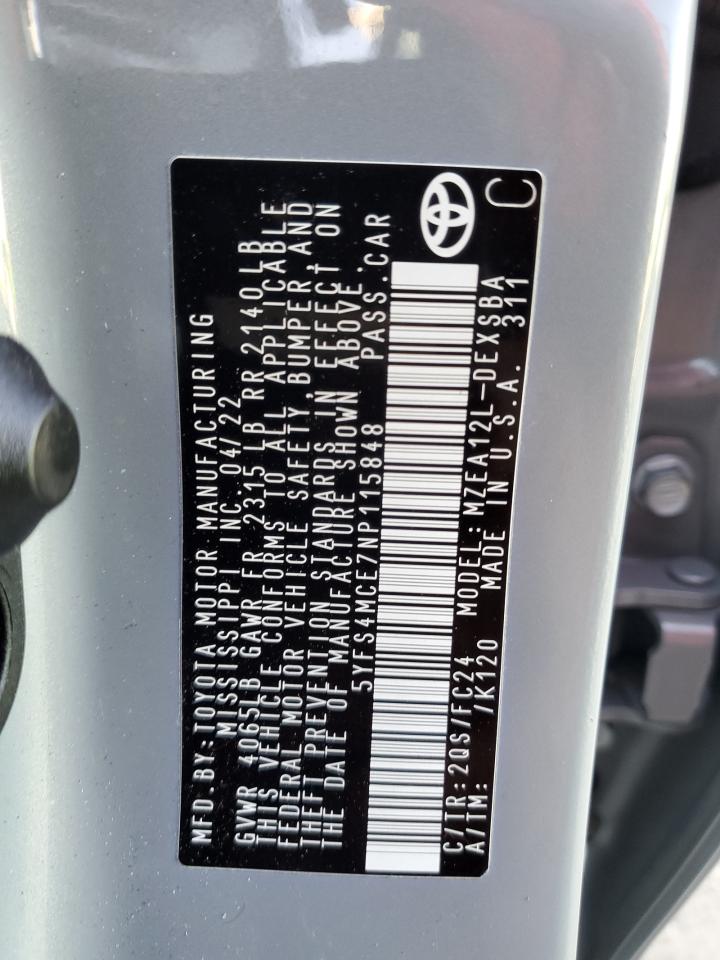 MFD.BY:TOYOTA MOTOR MANUFACTURING
MISSISSIPPI INC.04/22
GVWR 4065LB GAWR FR 2315 LB RR 2140LB
THIS VEHICLE CONFORMS TO ALL APPLICABLE
FEDERAL MOTOR VEHICLE SAFETY, BUMPER, AND
THEFT PREVENTION STANDARDS IN EFFECT ON
THE DATE OF MANUFACTURE SHOWN ABOVE.
5YFS4MCE7NP115848 PASS.CAR
C/TR:2QS/FC24 MODEL:MZEA12L-DEXSBA
A/TM: /K120 MADE IN U.S.A. 311
C